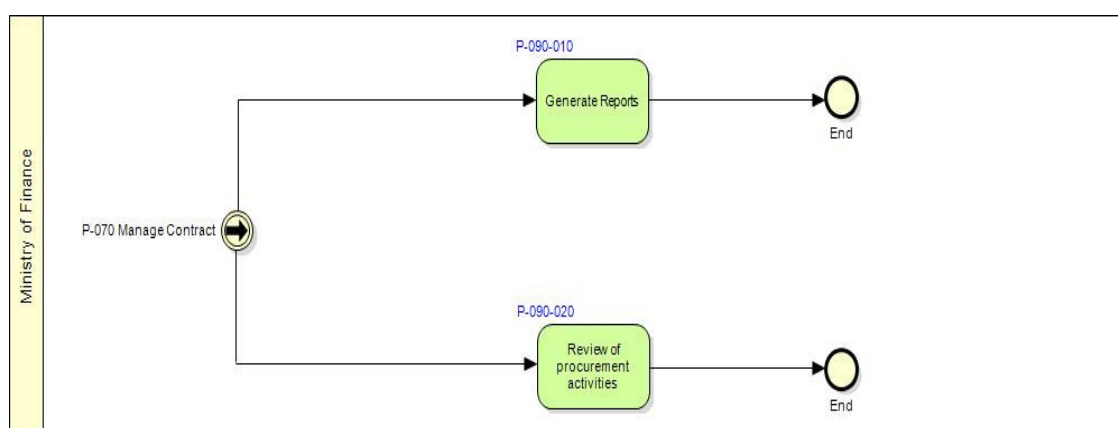 Ministry of Finance
P-090-010
Generate Reports
End
P-070 Manage Contract
P-090-020
Review of
procurement
activities
End